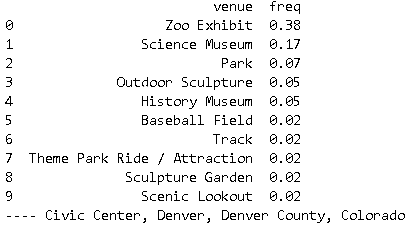 venue freq
0 Zoo Exhibit 0.38
1 Science Museum 0.17
2 Park 0.07
3 Outdoor Sculpture 0.05
4 History Museum 0.05
5 Baseball Field 0.02
6 Track 0.02
7 Theme Park Ride / Attraction 0.02
8 Sculpture Garden 0.02
9 Scenic Lookout 0.02
---- Civic Center, Denver, Denver County, Colorado